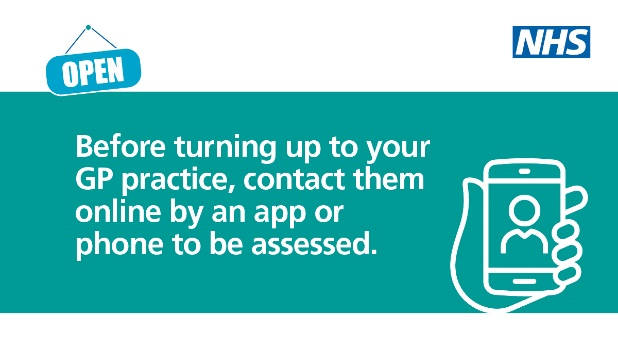 OPEN
NHS
Before turning up to your
GP practice, contact them
online by an app or
phone to be assessed.